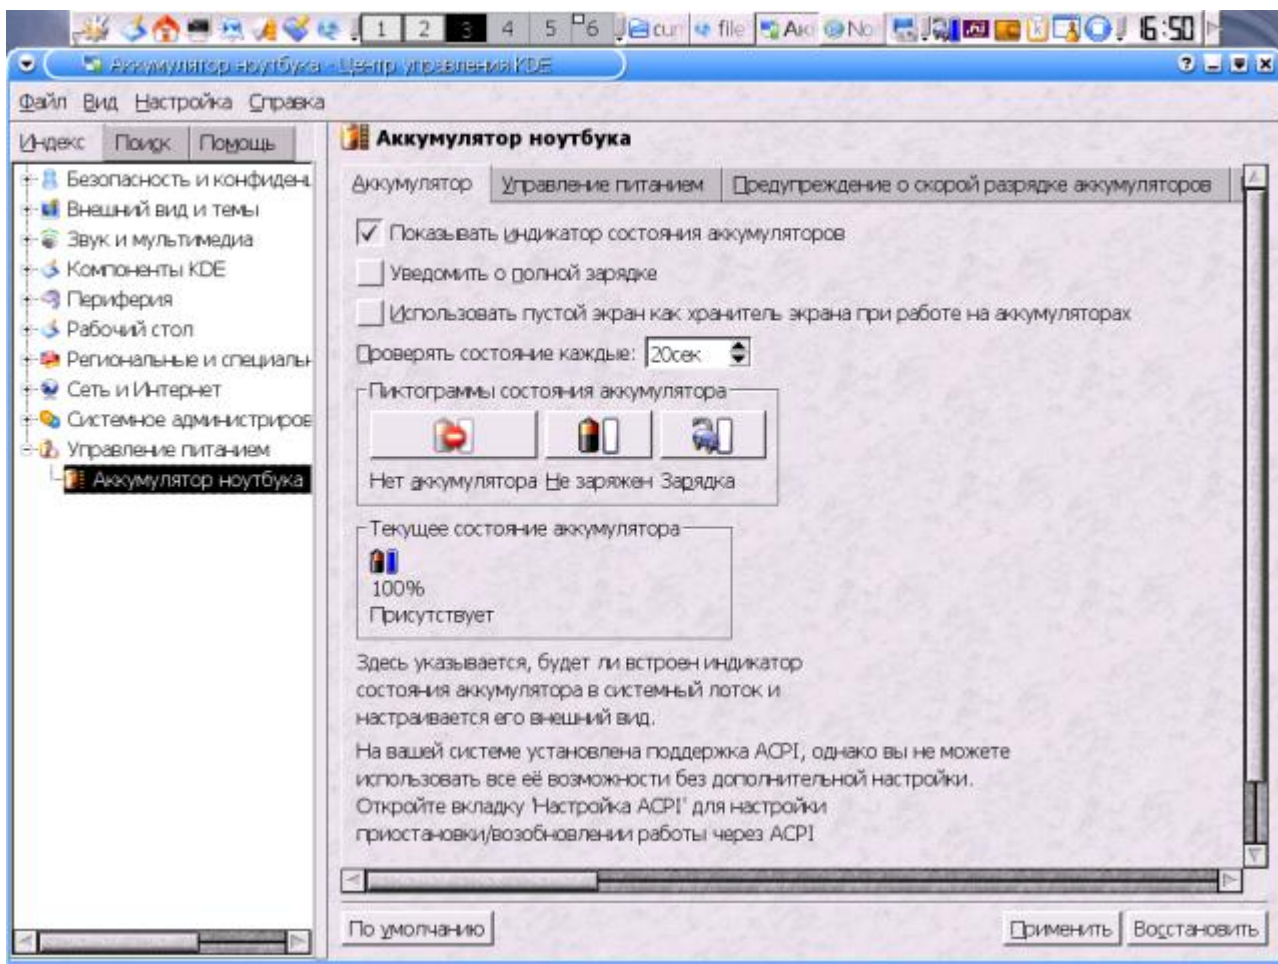 1 2 3 4 5 6 cur file Акк No 16:50
Аккумулятор ноутбука - Центр управления KDE
Файл Вид Настройка Справка
Индекс Поиск Помощь
Безопасность и конфиденц
Внешний вид и темы
Звук и мультимедиа
Компоненты KDE
Периферия
Рабочий стол
Региональные и специальн
Сеть и Интернет
Системное администриров
Управление питанием
Аккумулятор ноутбука
Аккумулятор ноутбука
Аккумулятор Управление питанием Предупреждение о скорой разрядке аккумуляторов
Показывать индикатор состояния аккумуляторов
Уведомить о полной зарядке
Использовать пустой экран как хранитель экрана при работе на аккумуляторах
Проверять состояние каждые: 20сек
Пиктограммы состояния аккумулятора
Нет аккумулятора Не заряжен Зарядка
Текущее состояние аккумулятора
100%
Присутствует
Здесь указывается, будет ли встроен индикатор
состояния аккумулятора в системный лоток и
настраивается его внешний вид.
На вашей системе установлена поддержка ACPI, однако вы не можете
использовать все её возможности без дополнительной настройки.
Откройте вкладку 'Настройка ACPI' для настройки
приостановки/возобновлении работы через ACPI
По умолчанию Применить Восстановить